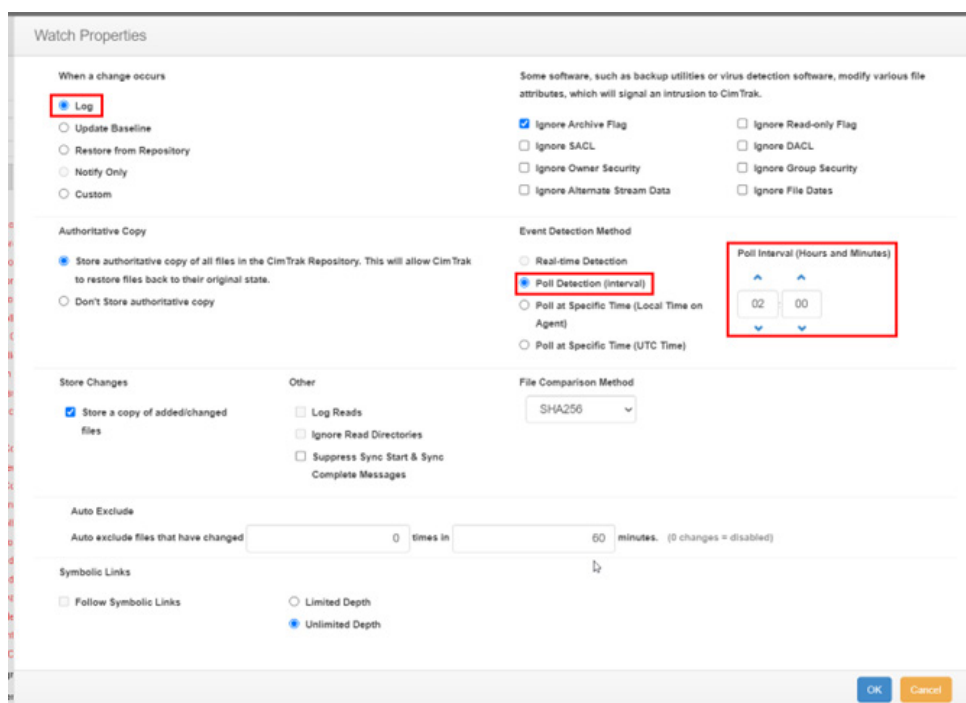 Watch Properties
When a change occurs
Log
Update Baseline
Restore from Repository
Notify Only
Custom
Some software, such as backup utilities or virus detection software, modify various file
attributes, which will signal an intrusion to CimTrak.
Ignore Archive Flag
Ignore Read-only Flag
Ignore SACL
Ignore DACL
Ignore Owner Security
Ignore Group Security
Ignore Alternate Stream Data
Ignore File Dates
Authoritative Copy
Store authoritative copy of all files in the CimTrak Repository. This will allow CimTrak
to restore files back to their original state.
Don't Store authoritative copy
Event Detection Method
Real-time Detection
Poll Detection (interval)
Poll at Specific Time (Local Time on
Agent)
Poll at Specific Time (UTC Time)
Poll Interval (Hours and Minutes)
02 : 00
Store Changes
Store a copy of added/changed
files
Other
Log Reads
Ignore Read Directories
Suppress Sync Start & Sync
Complete Messages
File Comparison Method
SHA256
Auto Exclude
Auto exclude files that have changed 0 times in 60 minutes. (0 changes = disabled)
Symbolic Links
Follow Symbolic Links
Limited Depth
Unlimited Depth
OK
Cancel